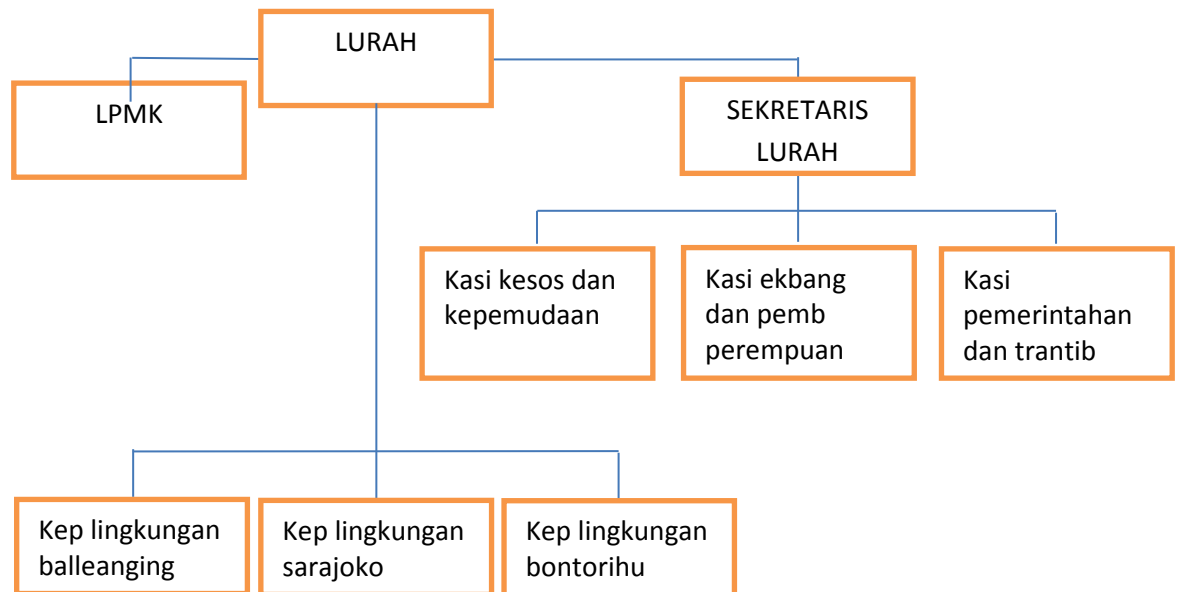 LURAH
LPMK
SEKRETARIS
LURAH
Kasi kesos dan
kepemudaan
Kasi ekbang
dan pemb
perempuan
Kasi
pemerintahan
dan trantib
Kep lingkungan
balleanging
Kep lingkungan
sarajoko
Kep lingkungan
bontorihu